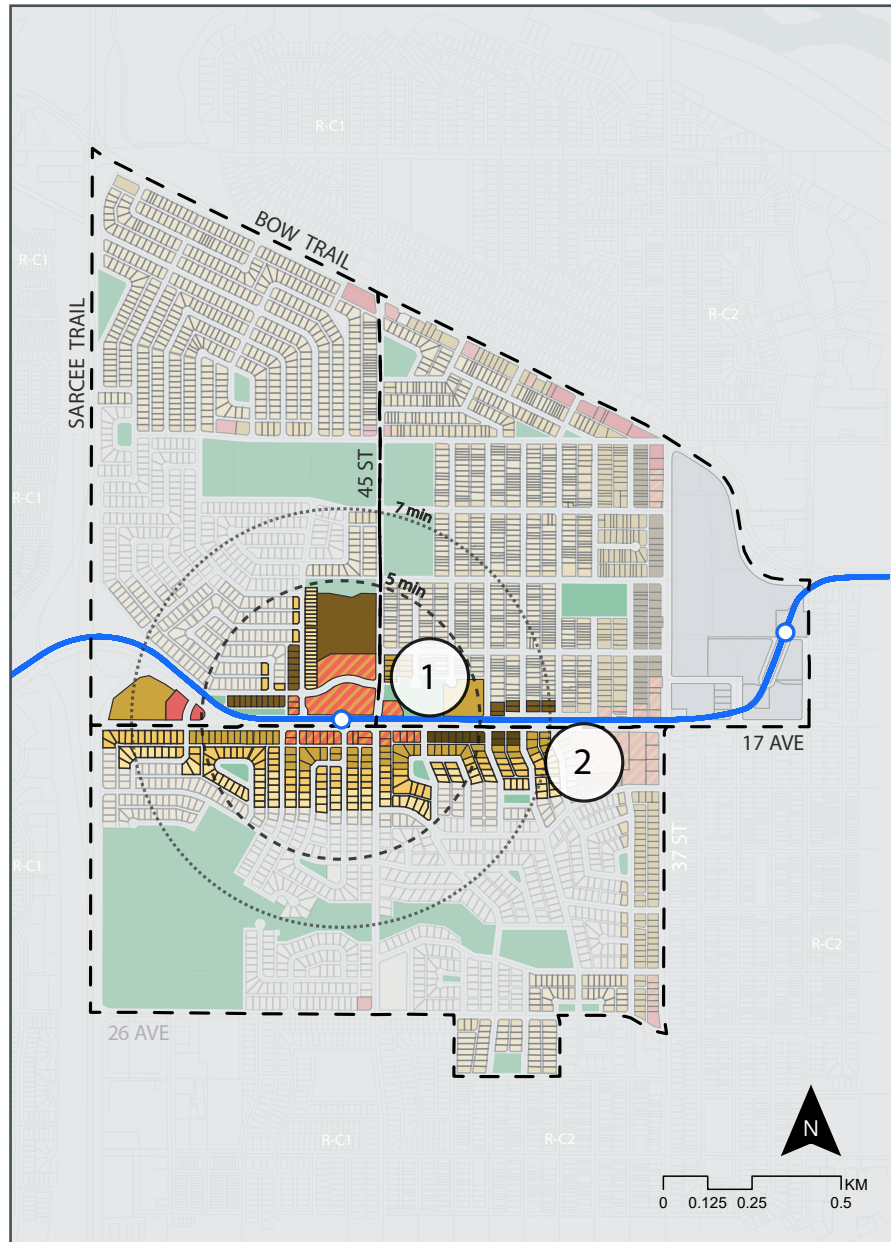 R-C1
BOW TRAIL
R-C1
R-C2
SARCEE TRAIL
45 ST
R-C1
7 min
5 min
1
17 AVE
2
37 ST
R-C1
R-C2
26 AVE
R-C1
R-C2
N
KM
0 0.125 0.25 0.5